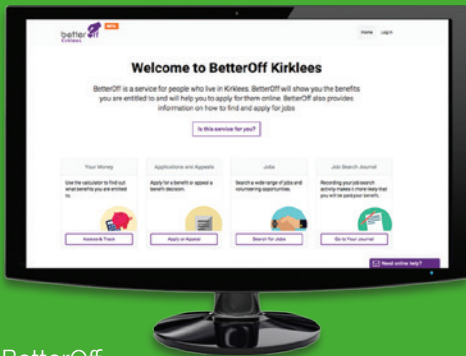 better off
Kirklees
BETA
Home Log in
Welcome to BetterOff Kirklees
BetterOff is a service for people who live in Kirklees. BetterOff will show you the benefits
you are entitled to and will help you to apply for them online. BetterOff also provides
information on how to find and apply for jobs
Is this service for you?
Your Money
Use the calculator to find out
what benefits you are entitled
to.
Assess & Track
Applications and Appeals
Apply for a benefit or appeal a
benefit decision.
Apply or Appeal
Jobs
Search a wide range of jobs and
volunteering opportunities.
Search for Jobs
Job Search Journal
Recording your job search
activity makes it more likely that
you will be paid your benefit.
Go to Your Journal
Need online help?
BetterOff